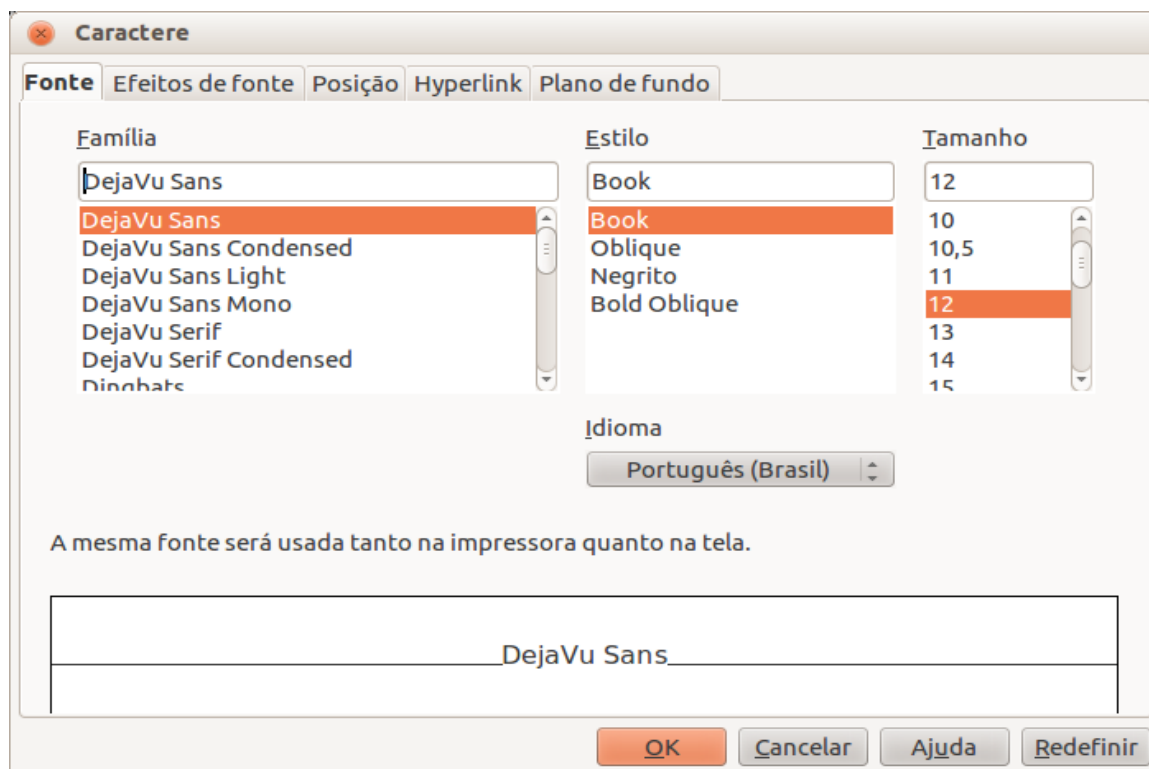 Caractere
Fonte Efeitos de fonte Posição Hyperlink Plano de fundo
Família Estilo Tamanho
DejaVu Sans Book 12
DejaVu Sans Book 10
DejaVu Sans Condensed Oblique 10,5
DejaVu Sans Light Negrito 11
DejaVu Sans Mono Bold Oblique 12
DejaVu Serif 13
DejaVu Serif Condensed 14
Dingbats 15
Idioma
Português (Brasil)
A mesma fonte será usada tanto na impressora quanto na tela.
DejaVu Sans
OK Cancelar Ajuda Redefinir